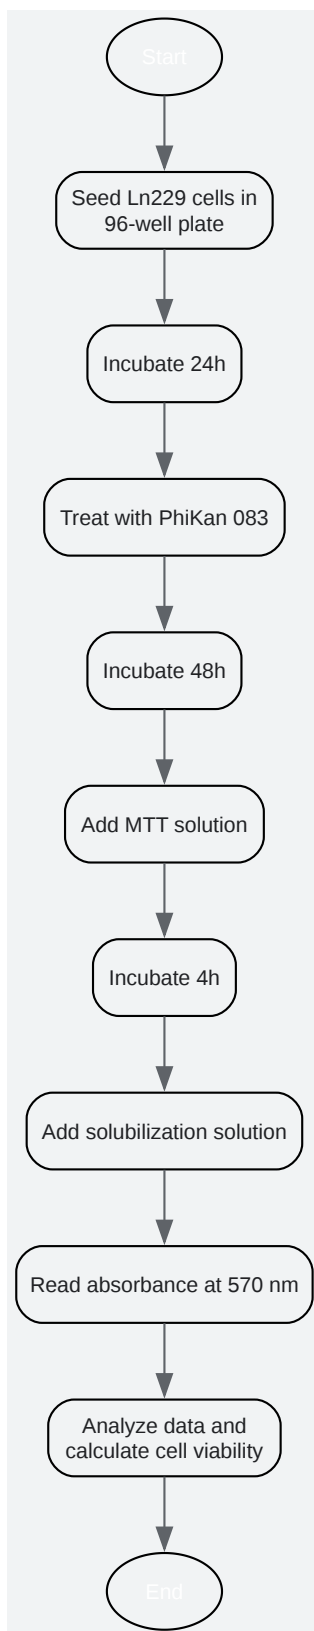 Start
Seed Ln229 cells in
96-well plate
Incubate 24h
Treat with PhiKan 083
Incubate 48h
Add MTT solution
Incubate 4h
Add solubilization solution
Read absorbance at 570 nm
Analyze data and
calculate cell viability
End